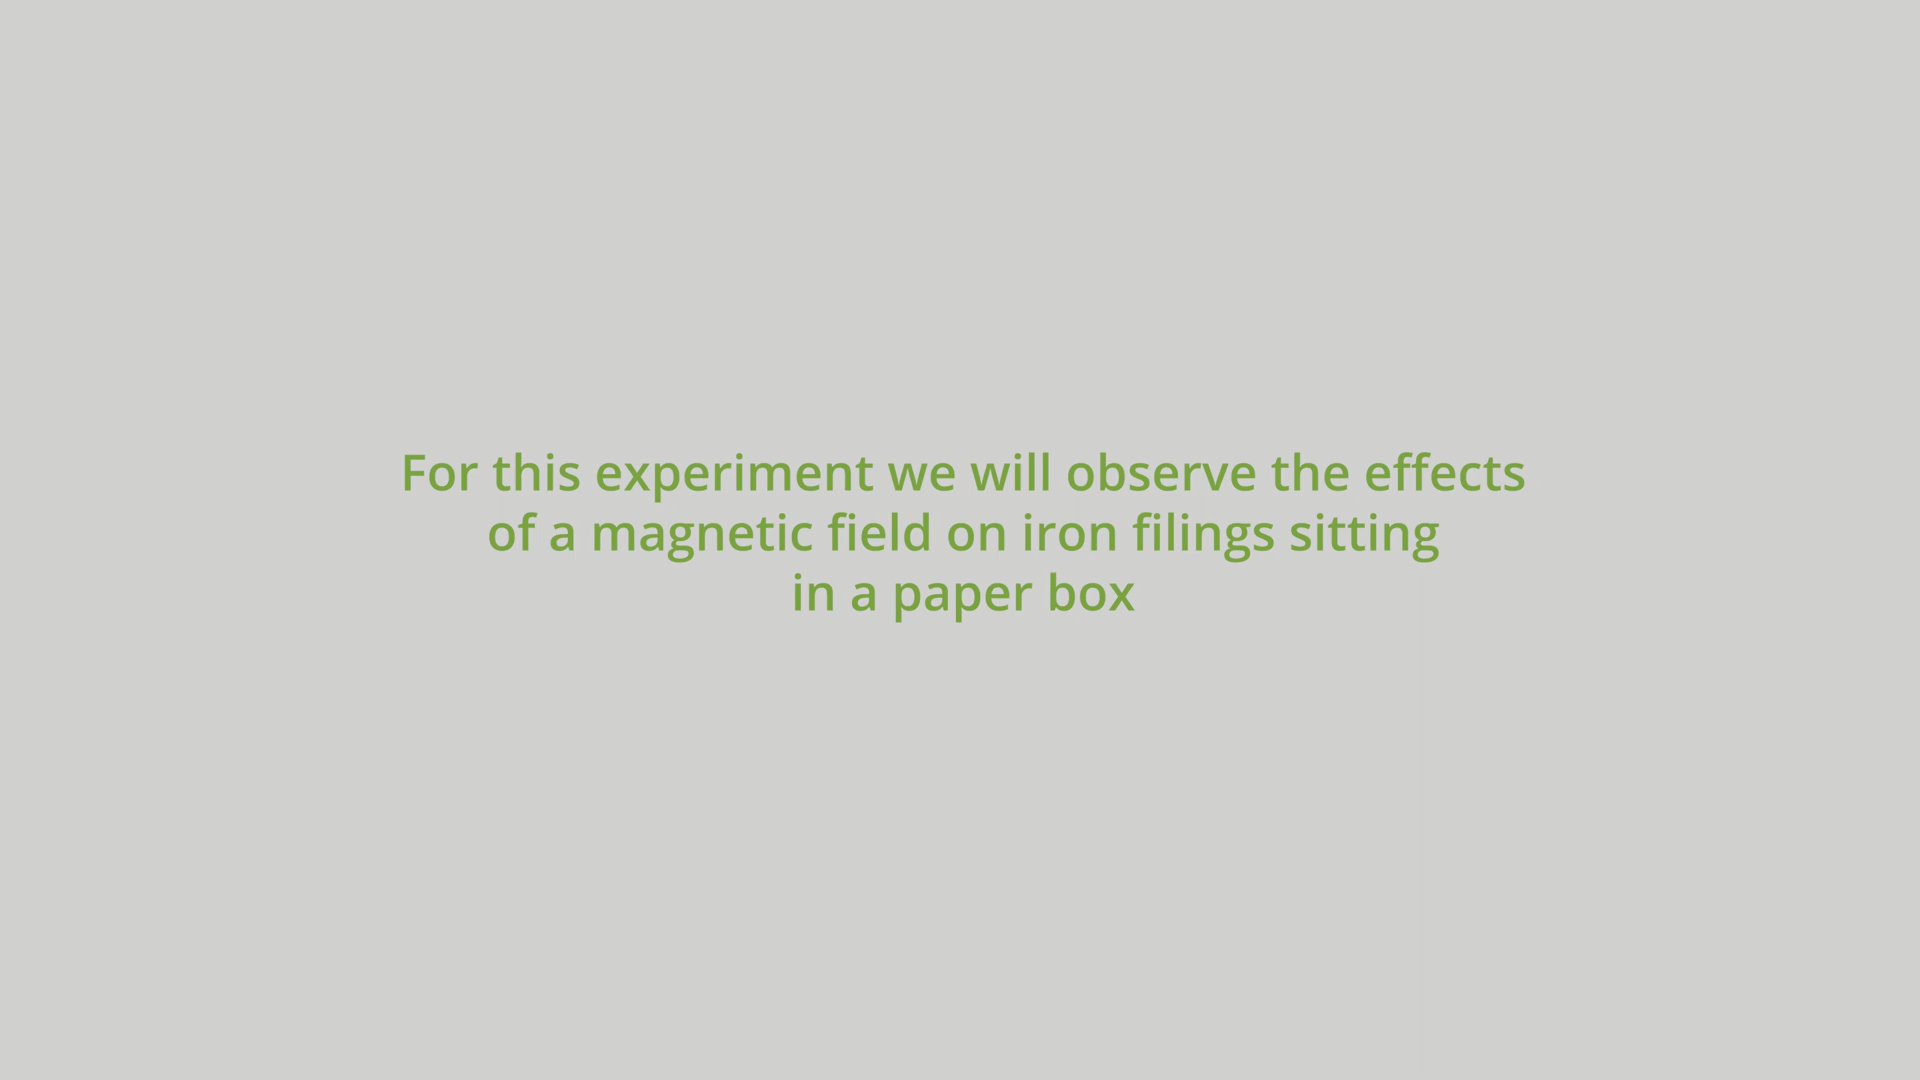 For this experiment we will observe the effects
of a magnetic field on iron filings sitting
in a paper box